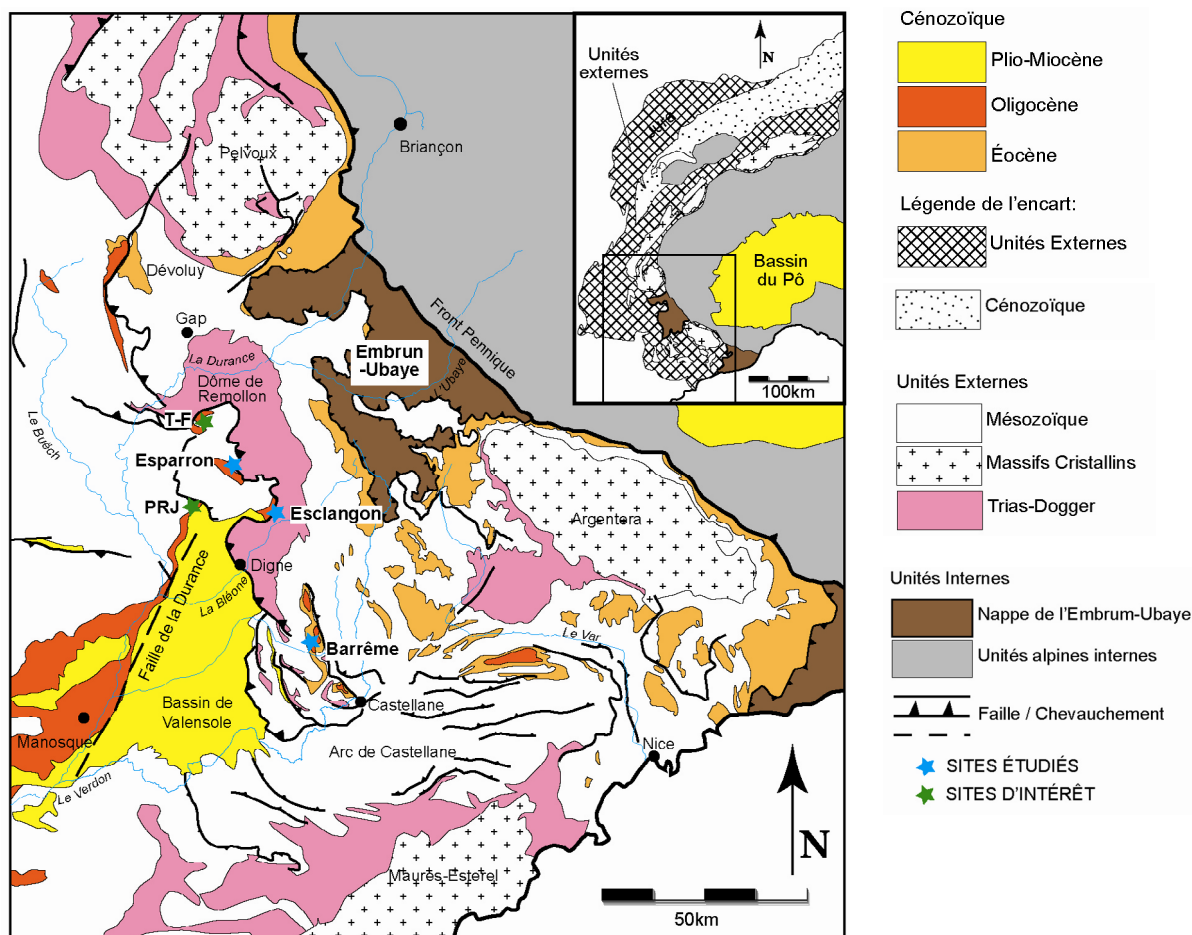 Unités
externes
N
Jura
Bassin
du Pô
100km
Briançon
Pelvoux
Dévoluy
Gap
La Durance
Dôme de
Remollon
Embrun
-Ubaye
Front Pennique
L'Ubaye
Le Buëch
T-F
Esparron
PRJ
Esclangon
Digne
La Bléone
Faille de la Durance
Argentera
Barrême
Le Var
Bassin de
Valensole
Castellane
Manosque
Arc de Castellane
Nice
Le Verdon
Maures-Esterel
N
50km
Cénozoïque
Plio-Miocène
Oligocène
Éocène
Légende de l'encart:
Unités Externes
Cénozoïque
Unités Externes
Mésozoïque
Massifs Cristallins
Trias-Dogger
Unités Internes
Nappe de l'Embrum-Ubaye
Unités alpines internes
Faille / Chevauchement
SITES ÉTUDIÉS
SITES D'INTÉRÊT